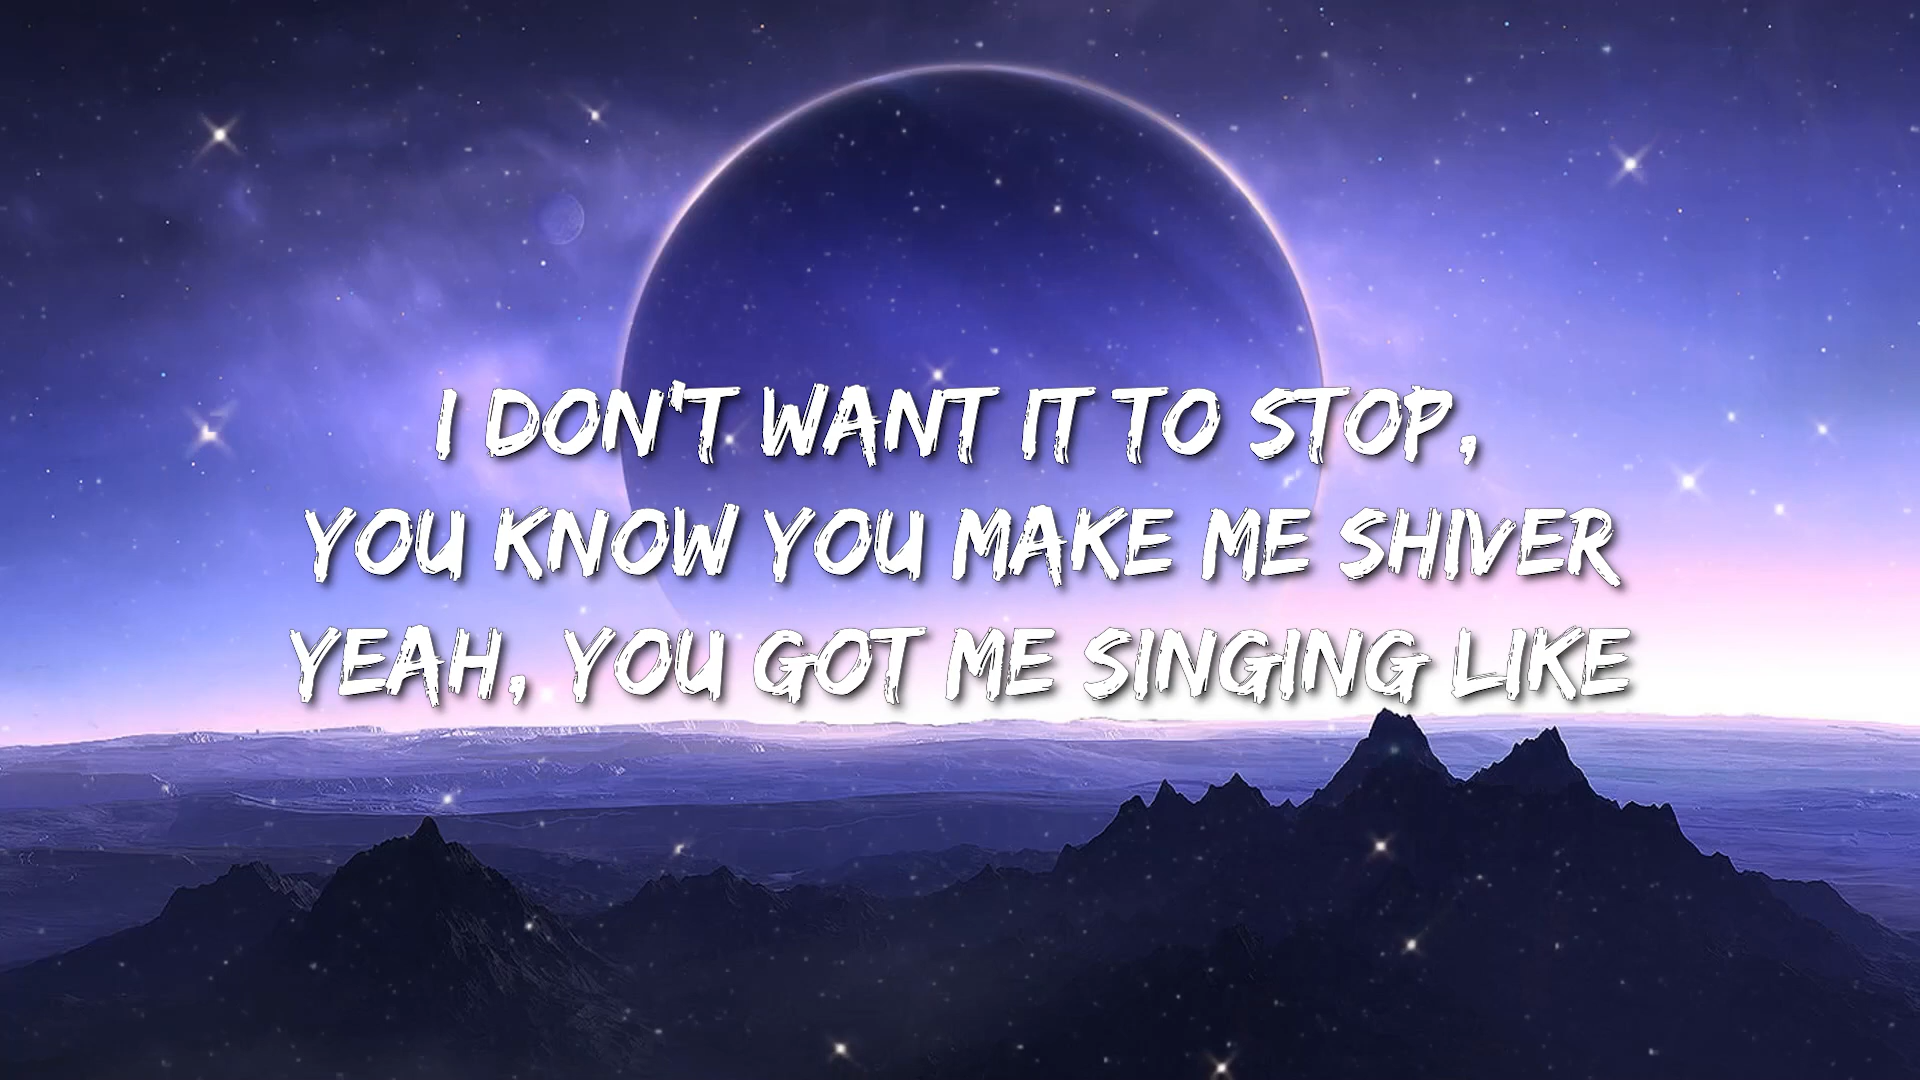 I DON'T WANT IT TO STOP,
YOU KNOW YOU MAKE ME SHIVER
YEAH, YOU GOT ME SINGING LIKE